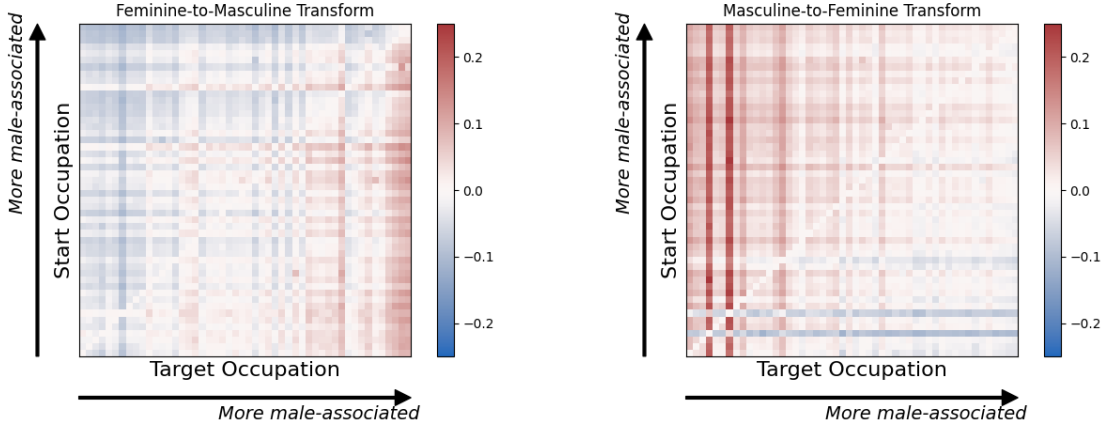 Feminine-to-Masculine Transform
More male-associated
Start Occupation
Target Occupation
More male-associated
0.2
0.1
0.0
−0.1
−0.2
Masculine-to-Feminine Transform
More male-associated
Start Occupation
Target Occupation
More male-associated
0.2
0.1
0.0
−0.1
−0.2